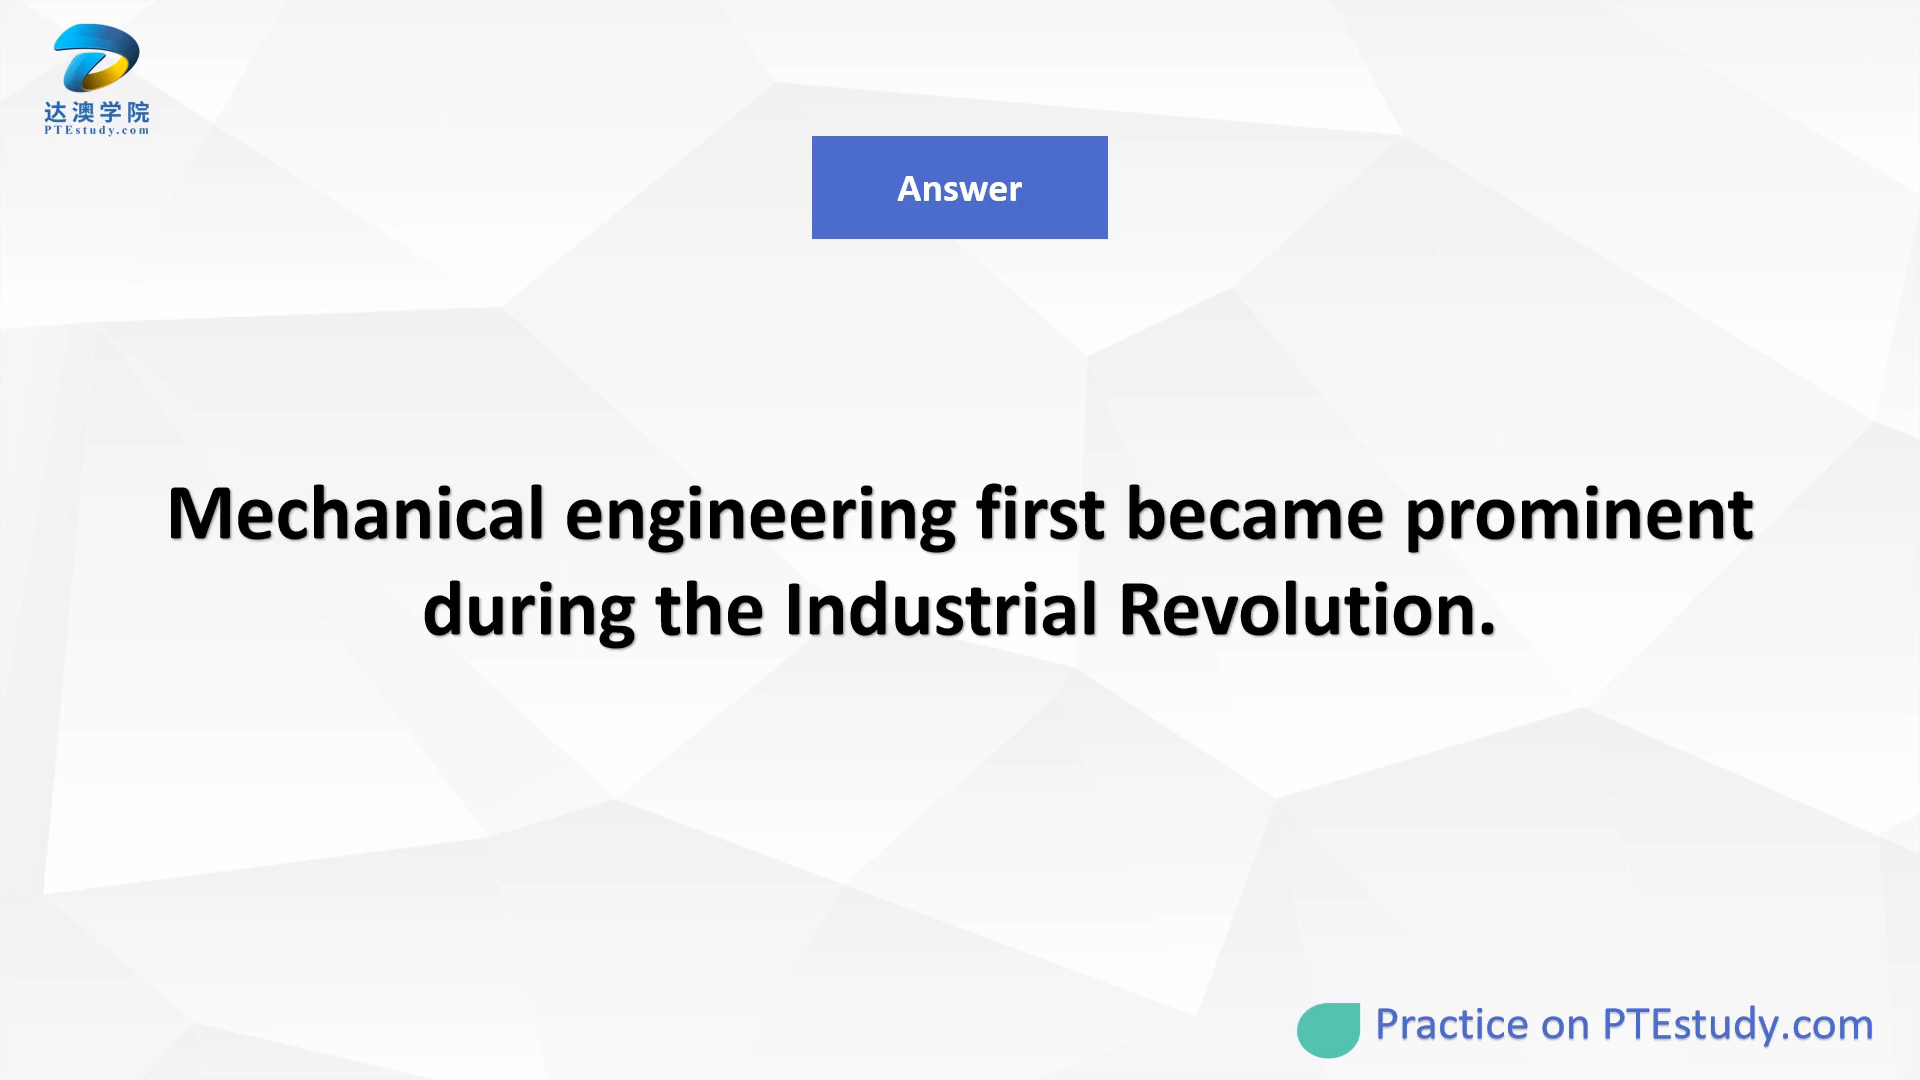 达澳学院
PTEstudy.com
Answer
Mechanical engineering first became prominent
during the Industrial Revolution.
Practice on PTEstudy.com